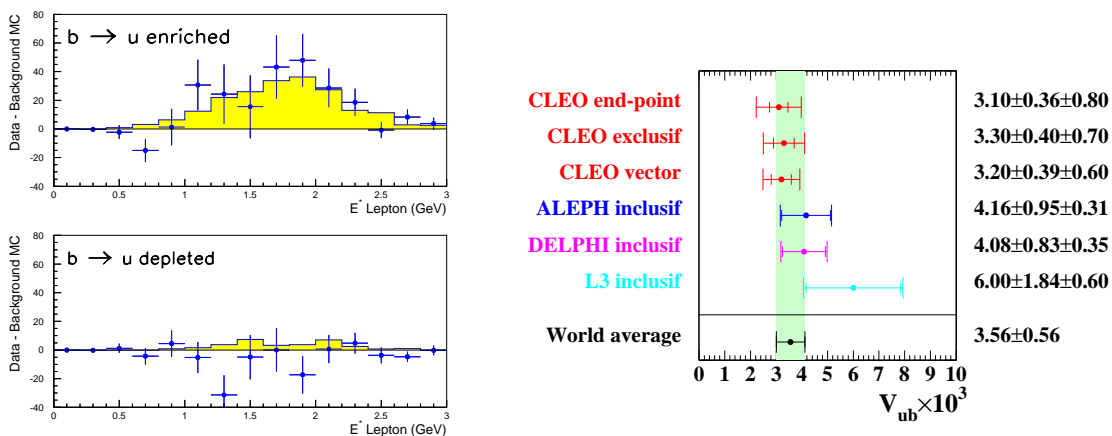 b → u enriched
Data - Background MC
80
60
40
20
0
-20
-40
0
0.5
1
1.5
2
2.5
3
E* Lepton (GeV)
b → u depleted
Data - Background MC
80
60
40
20
0
-20
-40
0
0.5
1
1.5
2
2.5
3
E* Lepton (GeV)
CLEO end-point 3.10±0.36±0.80
CLEO exclusif 3.30±0.40±0.70
CLEO vector 3.20±0.39±0.60
ALEPH inclusif 4.16±0.95±0.31
DELPHI inclusif 4.08±0.83±0.35
L3 inclusif 6.00±1.84±0.60
World average 3.56±0.56
0 1 2 3 4 5 6 7 8 9 10
V_ub×10³